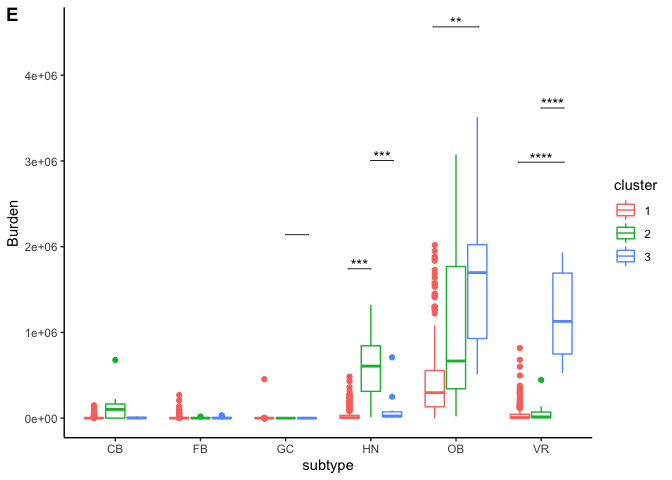 E
**
4e+06
****
***
3e+06
****
Burden
cluster
1
2
3
2e+06
***
1e+06
0e+00
CB FB GC HN OB VR
subtype